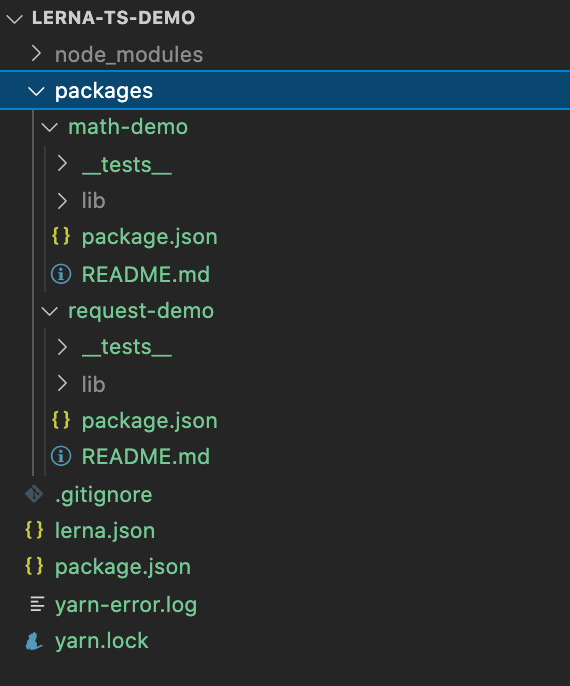 LERNA-TS-DEMO
node_modules
packages
math-demo
__tests__
lib
{} package.json
README.md
request-demo
__tests__
lib
{} package.json
README.md
.gitignore
{} lerna.json
{} package.json
yarn-error.log
yarn.lock